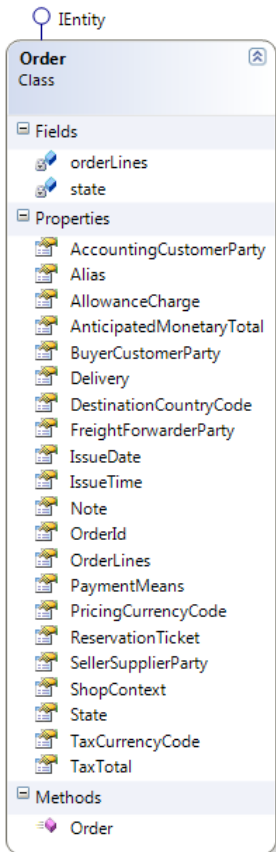 IEntity
Order
Class
Fields
orderLines
state
Properties
AccountingCustomerParty
Alias
AllowanceCharge
AnticipatedMonetaryTotal
BuyerCustomerParty
Delivery
DestinationCountryCode
FreightForwarderParty
IssueDate
IssueTime
Note
OrderId
OrderLines
PaymentMeans
PricingCurrencyCode
ReservationTicket
SellerSupplierParty
ShopContext
State
TaxCurrencyCode
TaxTotal
Methods
Order